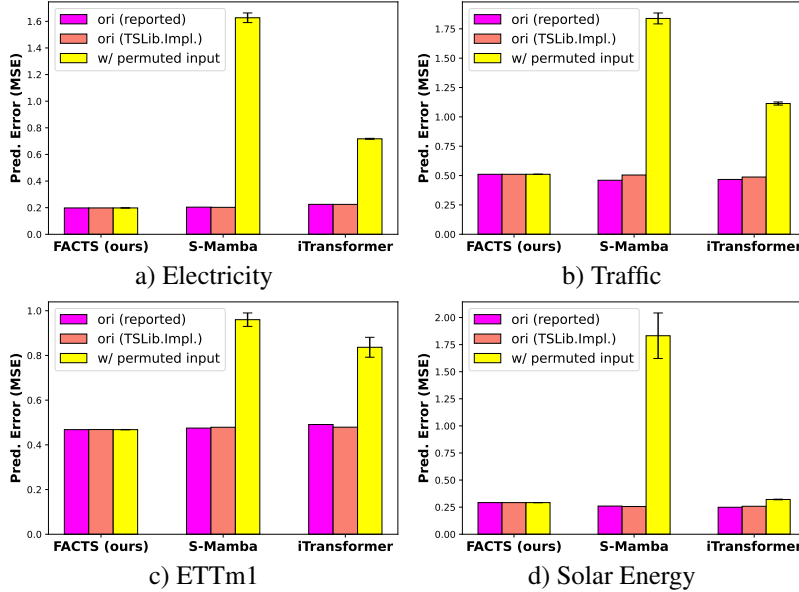 ori (reported)
ori (TSLib.Impl.)
w/ permuted input
Pred. Error (MSE)
1.6
1.4
1.2
1.0
0.8
0.6
0.4
0.2
0.0
FACTS (ours) S-Mamba iTransformer
a) Electricity
ori (reported)
ori (TSLib.Impl.)
w/ permuted input
Pred. Error (MSE)
1.75
1.50
1.25
1.00
0.75
0.50
0.25
0.00
FACTS (ours) S-Mamba iTransformer
b) Traffic
ori (reported)
ori (TSLib.Impl.)
w/ permuted input
Pred. Error (MSE)
1.0
0.8
0.6
0.4
0.2
0.0
FACTS (ours) S-Mamba iTransformer
c) ETTm1
ori (reported)
ori (TSLib.Impl.)
w/ permuted input
Pred. Error (MSE)
2.00
1.75
1.50
1.25
1.00
0.75
0.50
0.25
0.00
FACTS (ours) S-Mamba iTransformer
d) Solar Energy